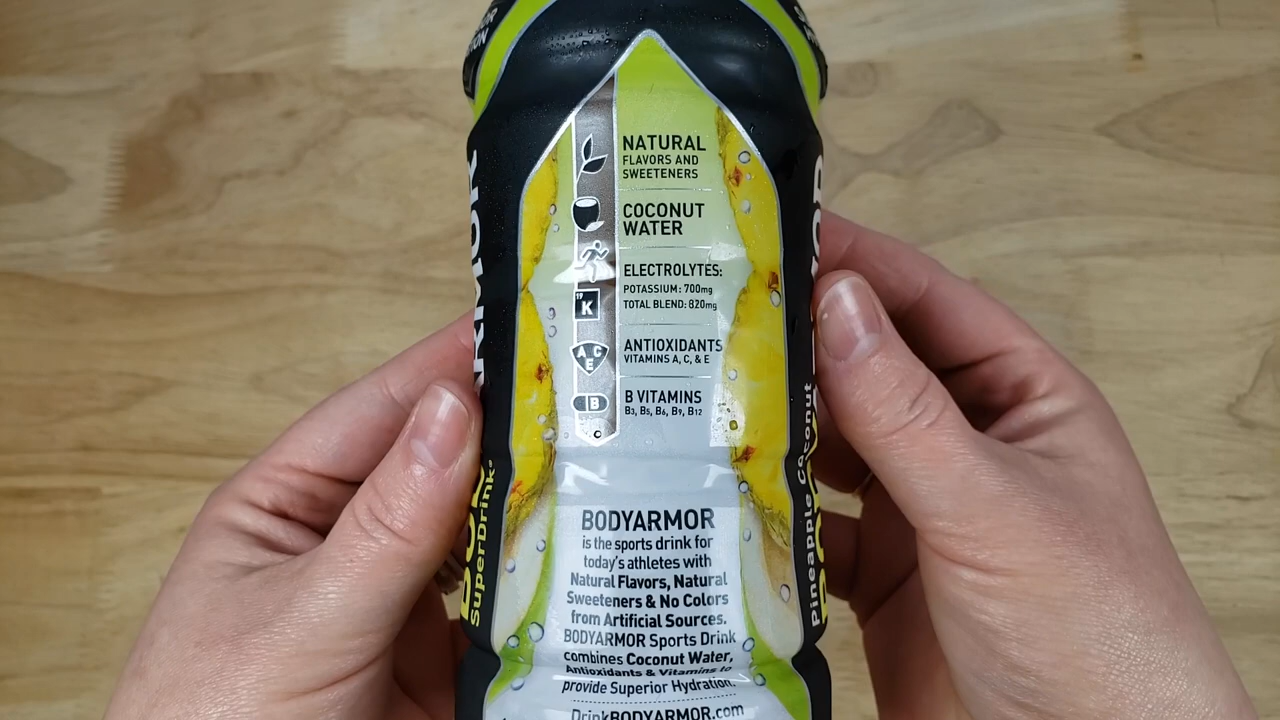 NATURAL
FLAVORS AND
SWEETENERS
COCONUT
WATER
ELECTROLYTES:
POTASSIUM: 700mg
TOTAL BLEND: 820mg
19
K
ANTIOXIDANTS
VITAMINS A, C, & E
A C
E
B VITAMINS
B3, B5, B6, B9, B12
B
BODYARMOR
is the sports drink for
today's athletes with
Natural Flavors, Natural
Sweeteners & No Colors
from Artificial Sources.
BODYARMOR Sports Drink
combines Coconut Water,
Antioxidants & Vitamins to
provide Superior Hydration.
DrinkBODYARMOR.com
SuperDrink®
Pineapple Coconut